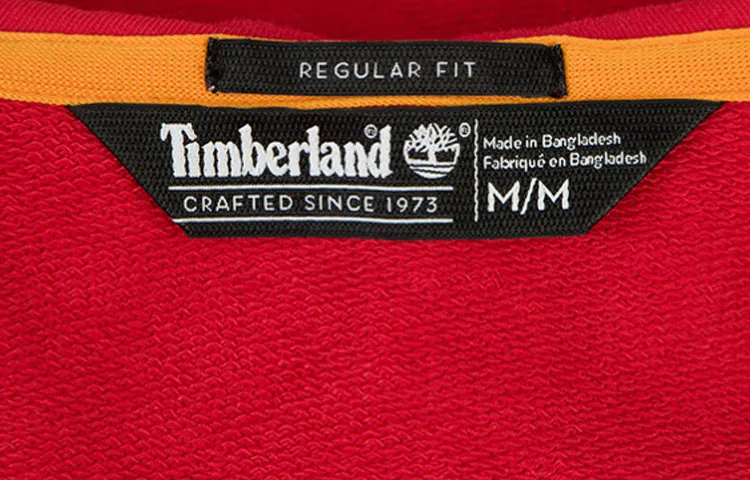 REGULAR FIT
Timberland®
®
CRAFTED SINCE 1973
Made in Bangladesh
Fabriqué en Bangladesh
M/M